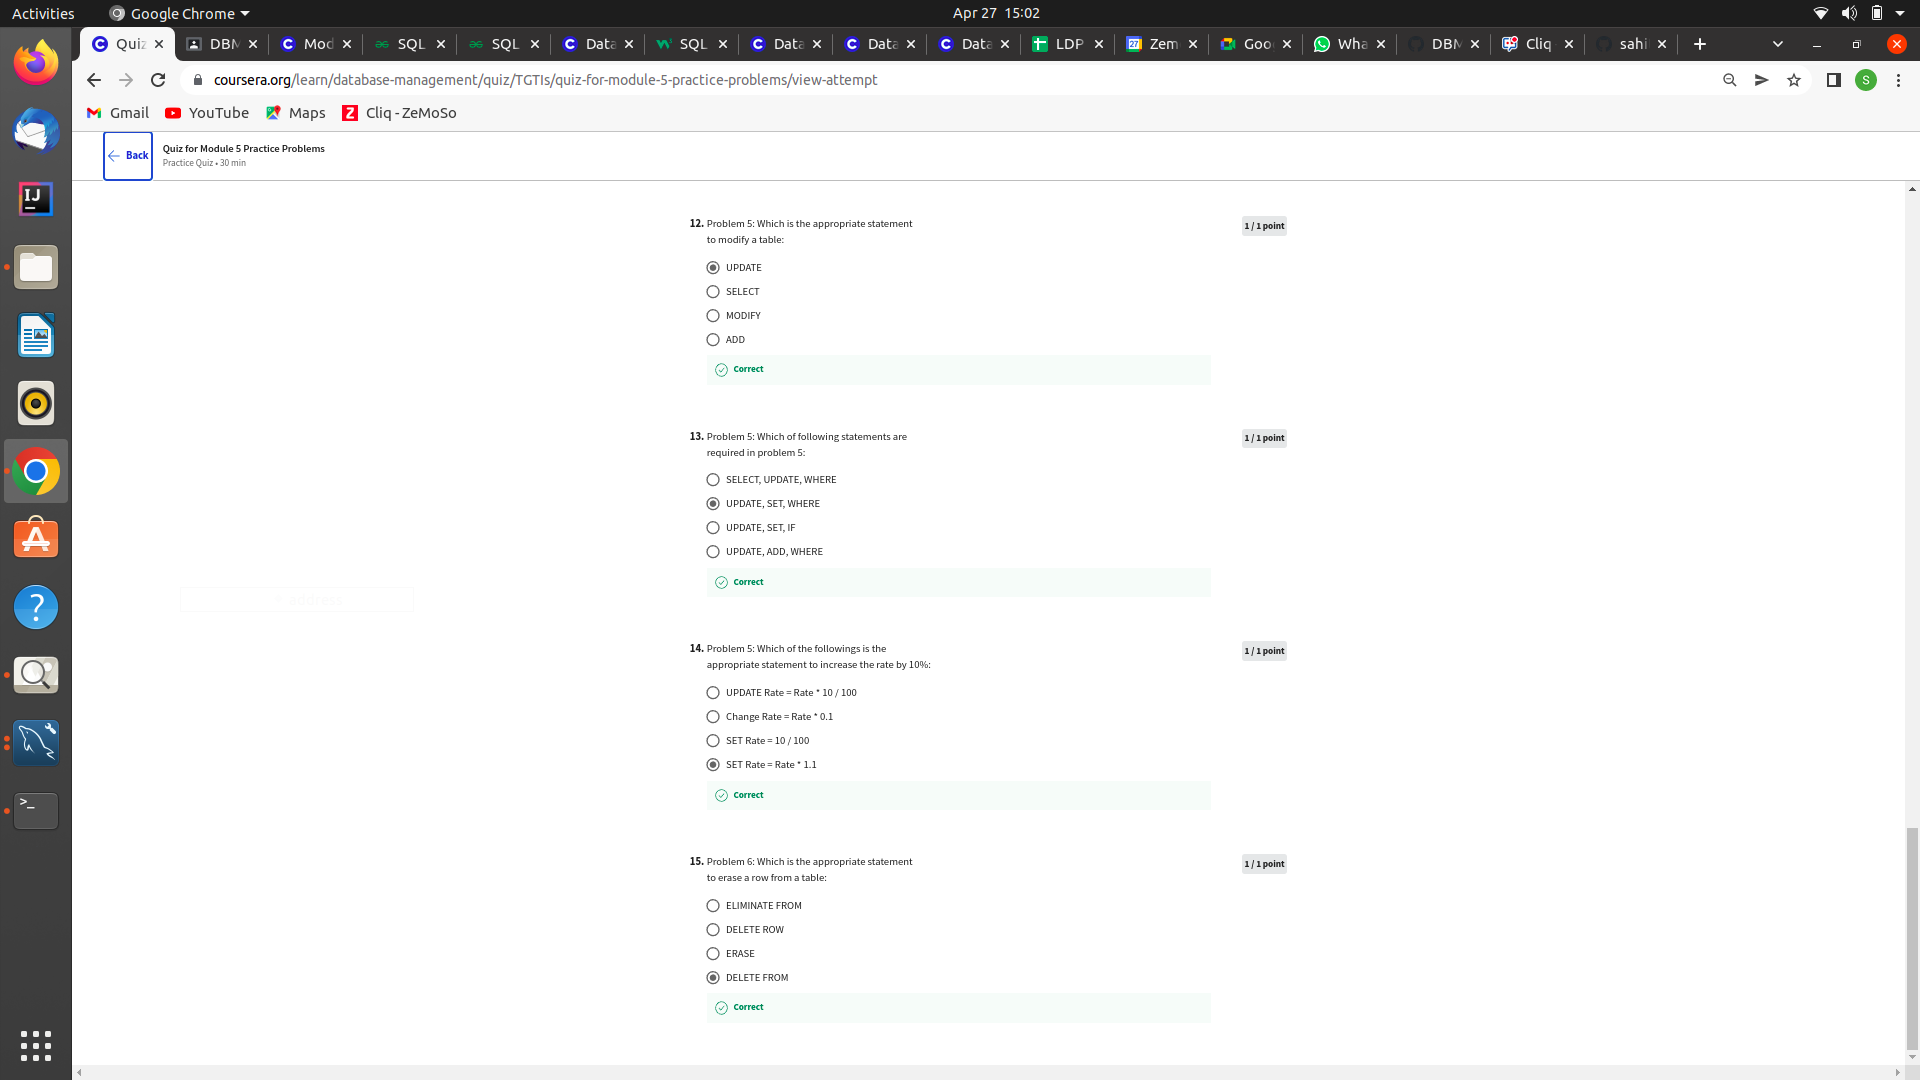 Activities
Google Chrome
Apr 27 15:02
Quiz
DBM
Mod
SQL
SQL
Data
SQL
Data
Data
Data
LDP
Zem
Goo
Wha
DBM
Cliq
sahi
coursera.org/learn/database-management/quiz/TGTIs/quiz-for-module-5-practice-problems/view-attempt
S
Gmail
YouTube
Maps
Cliq - ZeMoSo
Back
Quiz for Module 5 Practice Problems
Practice Quiz • 30 min
12. Problem 5: Which is the appropriate statement
to modify a table:
1 / 1 point
UPDATE
SELECT
MODIFY
ADD
Correct
13. Problem 5: Which of following statements are
required in problem 5:
1 / 1 point
SELECT, UPDATE, WHERE
UPDATE, SET, WHERE
UPDATE, SET, IF
UPDATE, ADD, WHERE
Correct
14. Problem 5: Which of the followings is the
appropriate statement to increase the rate by 10%:
1 / 1 point
UPDATE Rate = Rate * 10 / 100
Change Rate = Rate * 0.1
SET Rate = 10 / 100
SET Rate = Rate * 1.1
Correct
15. Problem 6: Which is the appropriate statement
to erase a row from a table:
1 / 1 point
ELIMINATE FROM
DELETE ROW
ERASE
DELETE FROM
Correct